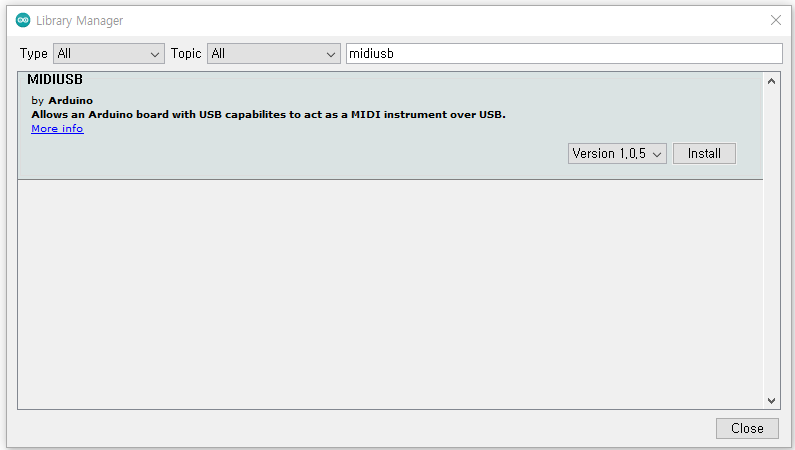 Library Manager
Type All Topic All midiusb
MIDIUSB
by Arduino
Allows an Arduino board with USB capabilites to act as a MIDI instrument over USB.
More info
Version 1.0.5 Install
Close